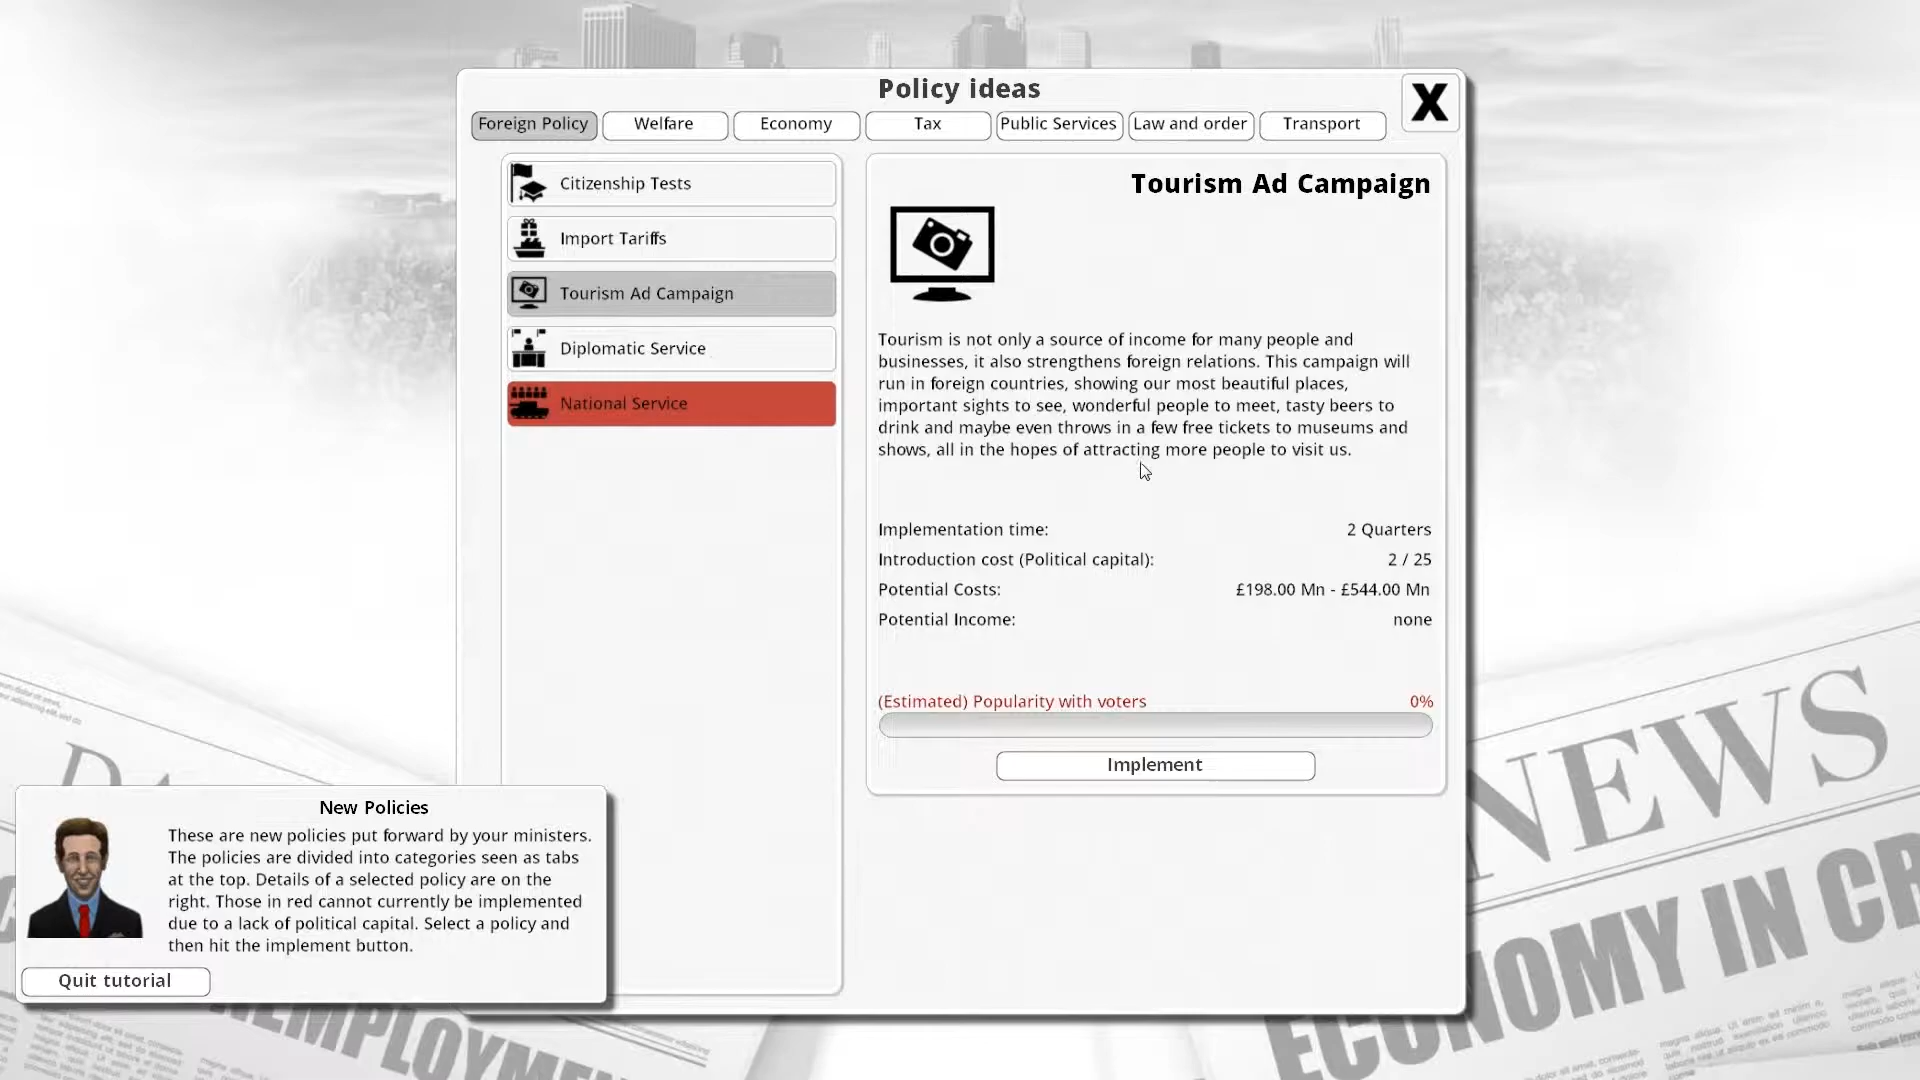 Policy ideas
X
Foreign Policy
Welfare
Economy
Tax
Public Services
Law and order
Transport
Citizenship Tests
Import Tariffs
Tourism Ad Campaign
Diplomatic Service
National Service
Tourism Ad Campaign
Tourism is not only a source of income for many people and
businesses, it also strengthens foreign relations. This campaign will
run in foreign countries, showing our most beautiful places,
important sights to see, wonderful people to meet, tasty beers to
drink and maybe even throws in a few free tickets to museums and
shows, all in the hopes of attracting more people to visit us.
Implementation time: 2 Quarters
Introduction cost (Political capital): 2 / 25
Potential Costs: £198.00 Mn - £544.00 Mn
Potential Income: none
(Estimated) Popularity with voters 0%
Implement
New Policies
These are new policies put forward by your ministers.
The policies are divided into categories seen as tabs
at the top. Details of a selected policy are on the
right. Those in red cannot currently be implemented
due to a lack of political capital. Select a policy and
then hit the implement button.
Quit tutorial
NEWS
ECONOMY IN CR